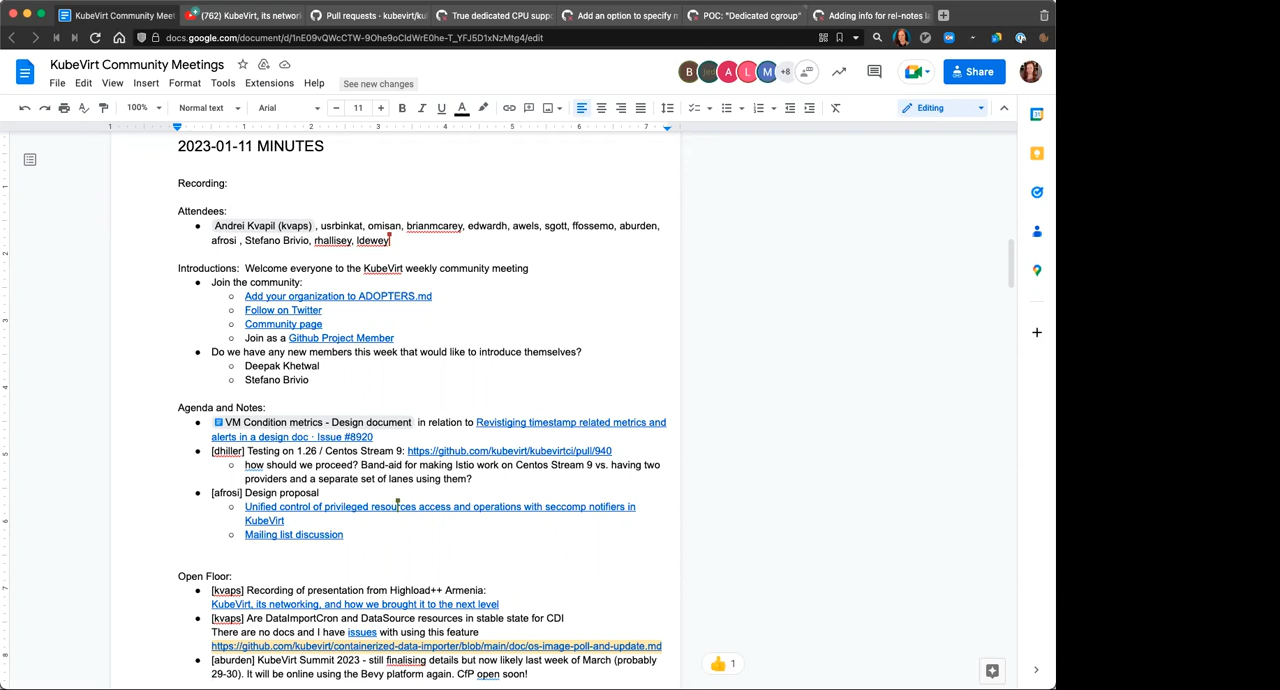 KubeVirt Community Meet
(762) KubeVirt, its networ
Pull requests · kubevirt/ku
True dedicated CPU supp
Add an option to specify n
POC: "Dedicated cgroup"
Adding info for rel-notes l
docs.google.com/document/d/1nE09vQWcCTW-9Ohe9oCldWrE0he-T_YFJ5D1xNzMtg4/edit
KubeVirt Community Meetings
File Edit View Insert Format Tools Extensions Help See new changes
B jed A L M +8
Share
100% Normal text Arial 11 B I U A Editing
1 1 2 3 4 5 6 7
2023-01-11 MINUTES
Recording:
Attendees:
Andrei Kvapil (kvaps) , usrbinkat, omisan, brianmcarey, edwardh, awels, sgott, ffossemo, aburden,
afrosi , Stefano Brivio, rhallisey, ldewey
Introductions: Welcome everyone to the KubeVirt weekly community meeting
Join the community:
Add your organization to ADOPTERS.md
Follow on Twitter
Community page
Join as a Github Project Member
Do we have any new members this week that would like to introduce themselves?
Deepak Khetwal
Stefano Brivio
Agenda and Notes:
VM Condition metrics - Design document in relation to Revistiging timestamp related metrics and
alerts in a design doc · Issue #8920
[dhiller] Testing on 1.26 / Centos Stream 9: https://github.com/kubevirt/kubevirtci/pull/940
how should we proceed? Band-aid for making Istio work on Centos Stream 9 vs. having two
providers and a separate set of lanes using them?
[afrosi] Design proposal
Unified control of privileged resources access and operations with seccomp notifiers in
KubeVirt
Mailing list discussion
Open Floor:
[kvaps] Recording of presentation from Highload++ Armenia:
KubeVirt, its networking, and how we brought it to the next level
[kvaps] Are DataImportCron and DataSource resources in stable state for CDI
There are no docs and I have issues with using this feature
https://github.com/kubevirt/containerized-data-importer/blob/main/doc/os-image-poll-and-update.md
[aburden] KubeVirt Summit 2023 - still finalising details but now likely last week of March (probably
29-30). It will be online using the Bevy platform again. CfP open soon!
1